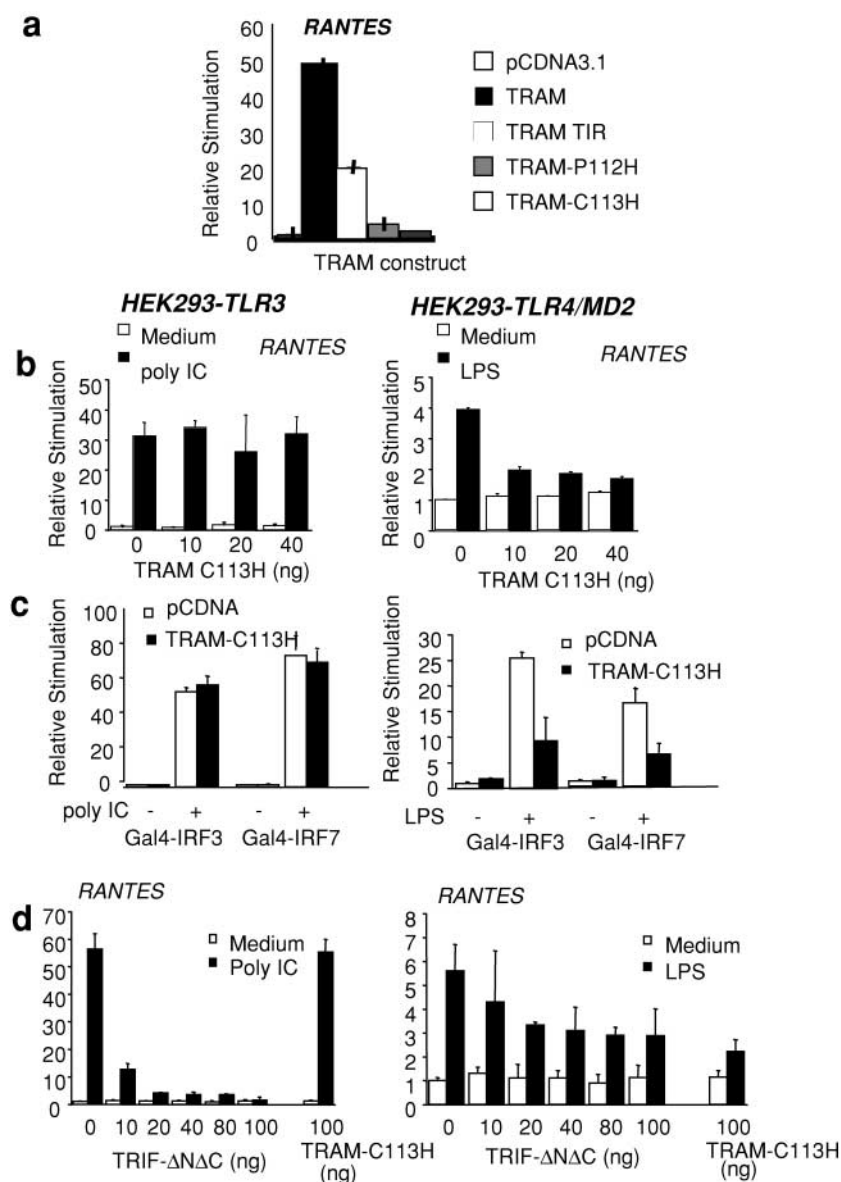 a
RANTES
Relative Stimulation
60
50
40
30
20
10
0
TRAM construct
pCDNA3.1
TRAM
TRAM TIR
TRAM-P112H
TRAM-C113H
HEK293-TLR3
HEK293-TLR4/MD2
b
Medium
poly IC
RANTES
Relative Stimulation
50
40
30
20
10
0
0 10 20 40
TRAM C113H (ng)
Medium
LPS
RANTES
Relative Stimulation
5
4
3
2
1
0
0 10 20 40
TRAM C113H (ng)
c
pCDNA
TRAM-C113H
Relative Stimulation
100
80
60
40
20
0
poly IC - + - +
Gal4-IRF3 Gal4-IRF7
pCDNA
TRAM-C113H
Relative Stimulation
30
25
20
15
10
5
0
LPS - + - +
Gal4-IRF3 Gal4-IRF7
d
RANTES
Medium
Poly IC
Relative Stimulation
70
60
50
40
30
20
10
0
0 10 20 40 80 100 100
TRIF-ΔNΔC (ng)
TRAM-C113H
(ng)
RANTES
Medium
LPS
Relative Stimulation
8
7
6
5
4
3
2
1
0
0 10 20 40 80 100 100
TRIF-ΔNΔC (ng)
TRAM-C113H
(ng)